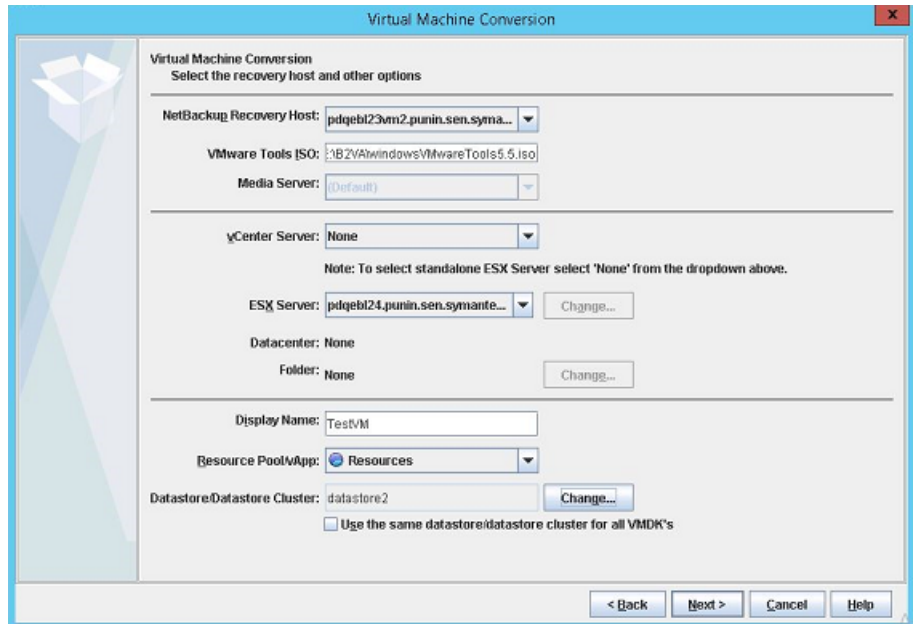 Virtual Machine Conversion
x
Virtual Machine Conversion
Select the recovery host and other options
NetBackup Recovery Host: pdqebl23vm2.punin.sen.syma...
VMware Tools ISO: :\B2VA\windowsVMwareTools5.5.iso
Media Server: (Default)
vCenter Server: None
Note: To select standalone ESX Server select 'None' from the dropdown above.
ESX Server: pdqebl24.punin.sen.symante... Change...
Datacenter: None
Folder: None Change...
Display Name: TestVM
Resource Pool/vApp: Resources
Datastore/Datastore Cluster: datastore2 Change...
Use the same datastore/datastore cluster for all VMDK's
< Back Next > Cancel Help